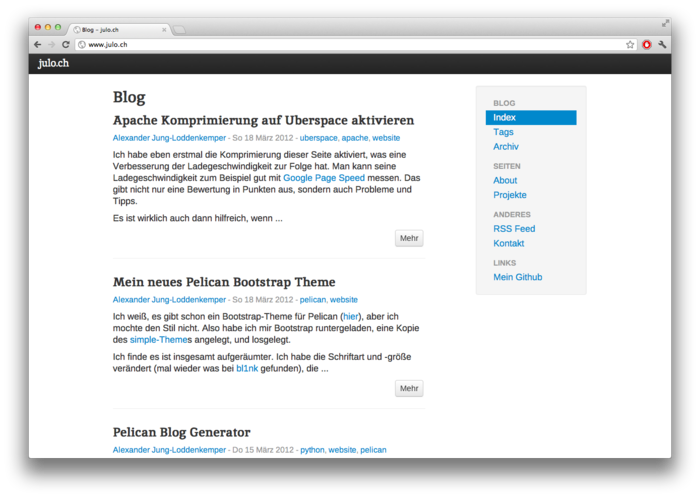 Blog – julo.ch
www.julo.ch
julo.ch
Blog
Apache Komprimierung auf Uberspace aktivieren
Alexander Jung-Loddenkemper - So 18 März 2012 - uberspace, apache, website
Ich habe eben erstmal die Komprimierung dieser Seite aktiviert, was eine
Verbesserung der Ladegeschwindigkeit zur Folge hat. Man kann seine
Ladegeschwindigkeit zum Beispiel gut mit Google Page Speed messen. Das
gibt nicht nur eine Bewertung in Punkten aus, sondern auch Probleme und
Tipps.
Es ist wirklich auch dann hilfreich, wenn ...
Mehr
Mein neues Pelican Bootstrap Theme
Alexander Jung-Loddenkemper - So 18 März 2012 - pelican, website
Ich weiß, es gibt schon ein Bootstrap-Theme für Pelican (hier), aber ich
mochte den Stil nicht. Also habe ich mir Bootstrap runtergeladen, eine Kopie
des simple-Themes angelegt, und losgelegt.
Ich finde es ist insgesamt aufgeräumter. Ich habe die Schriftart und -größe
verändert (mal wieder was bei bl1nk gefunden), die ...
Mehr
Pelican Blog Generator
Alexander Jung-Loddenkemper - Do 15 März 2012 - python, website, pelican
BLOG
Index
Tags
Archiv
SEITEN
About
Projekte
ANDERES
RSS Feed
Kontakt
LINKS
Mein Github